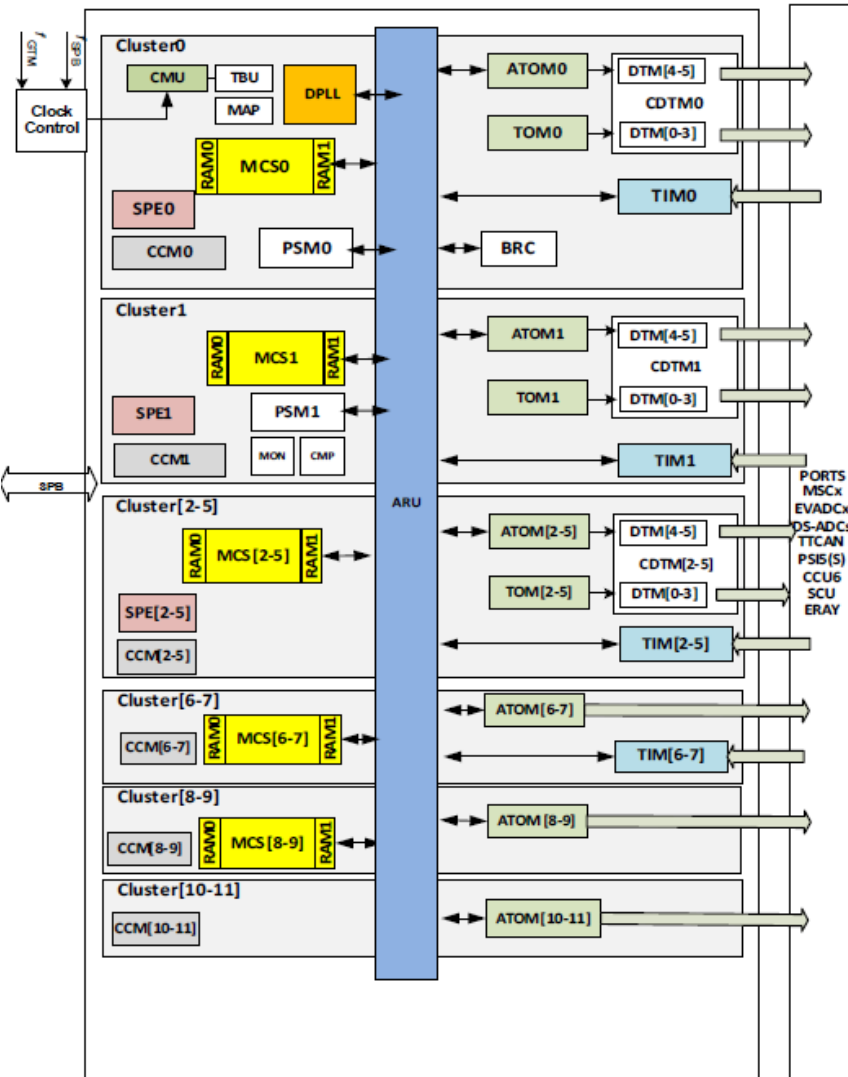 fGTM
fSPB
Clock
Control
Cluster0
CMU
TBU
MAP
DPLL
RAM0
MCS0
RAM1
SPE0
CCM0
PSM0
ATOM0
DTM[4-5]
CDTM0
TOM0
DTM[0-3]
TIM0
BRC
Cluster1
RAM0
MCS1
RAM1
SPE1
PSM1
CCM1
MON
CMP
ATOM1
DTM[4-5]
CDTM1
TOM1
DTM[0-3]
TIM1
SPB
ARU
Cluster[2-5]
RAM0
MCS[2-5]
RAM1
SPE[2-5]
CCM[2-5]
ATOM[2-5]
DTM[4-5]
CDTM[2-5]
TOM[2-5]
DTM[0-3]
TIM[2-5]
PORTS
MSCx
EVADCx
DS-ADCs
TTCAN
PSI5(S)
CCU6
SCU
ERAY
Cluster[6-7]
CCM[6-7]
RAM0
MCS[6-7]
RAM1
ATOM[6-7]
TIM[6-7]
Cluster[8-9]
CCM[8-9]
RAM0
MCS[8-9]
RAM1
ATOM[8-9]
Cluster[10-11]
CCM[10-11]
ATOM[10-11]